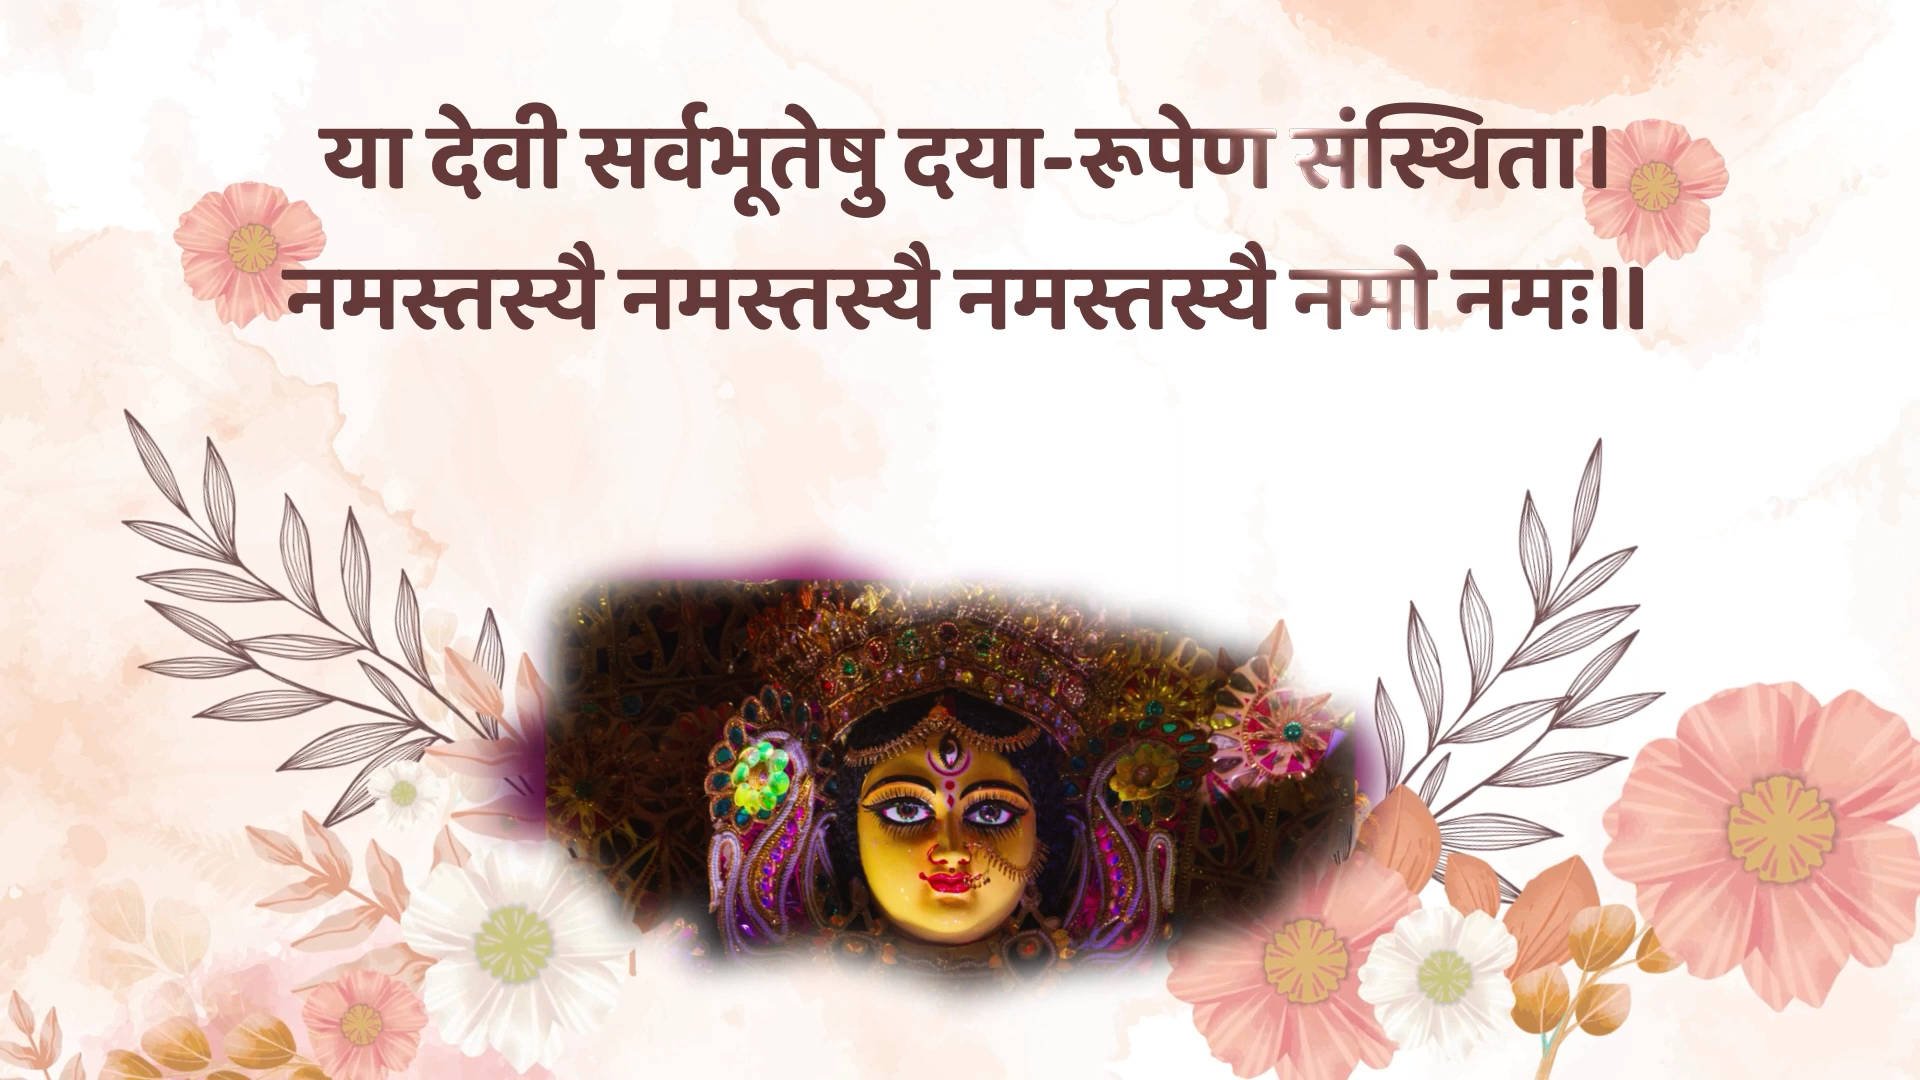 या देवी सर्वभूतेषु दया-रूपेण संस्थिता।
नमस्तस्यै नमस्तस्यै नमस्तस्यै नमो नमः॥